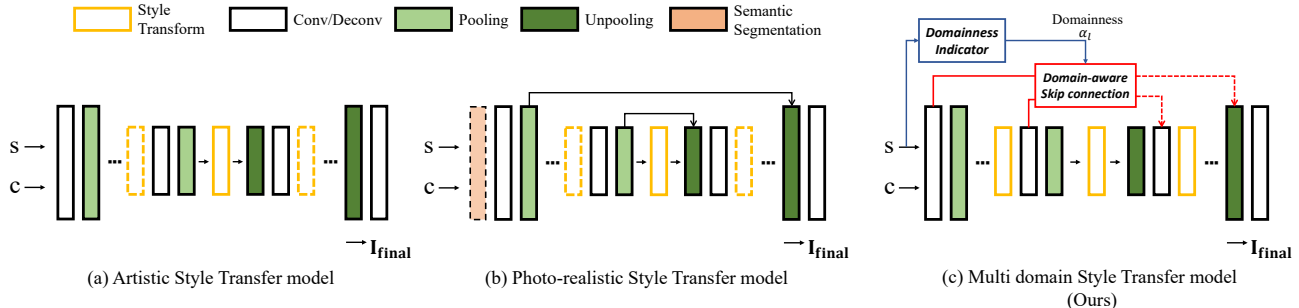 Style
Transform
Conv/Deconv
Pooling
Unpooling
Semantic
Segmentation
S
C
...
...
I_final
(a) Artistic Style Transfer model
S
C
...
...
I_final
(b) Photo-realistic Style Transfer model
Domainness
Indicator
Domainness
α_l
Domain-aware
Skip connection
S
C
...
...
I_final
(c) Multi domain Style Transfer model
(Ours)